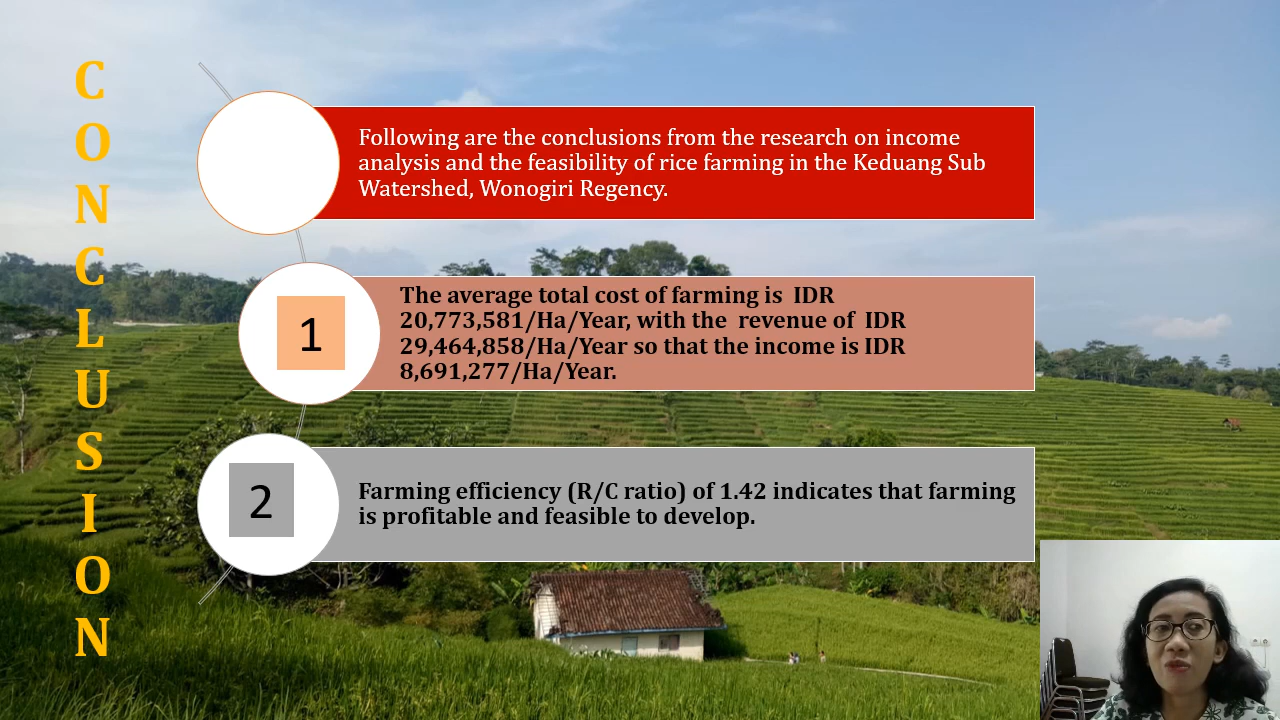 CONCLUSION
Following are the conclusions from the research on income
analysis and the feasibility of rice farming in the Keduang Sub
Watershed, Wonogiri Regency.
1
The average total cost of farming is IDR
20,773,581/Ha/Year, with the revenue of IDR
29,464,858/Ha/Year so that the income is IDR
8,691,277/Ha/Year.
2
Farming efficiency (R/C ratio) of 1.42 indicates that farming
is profitable and feasible to develop.